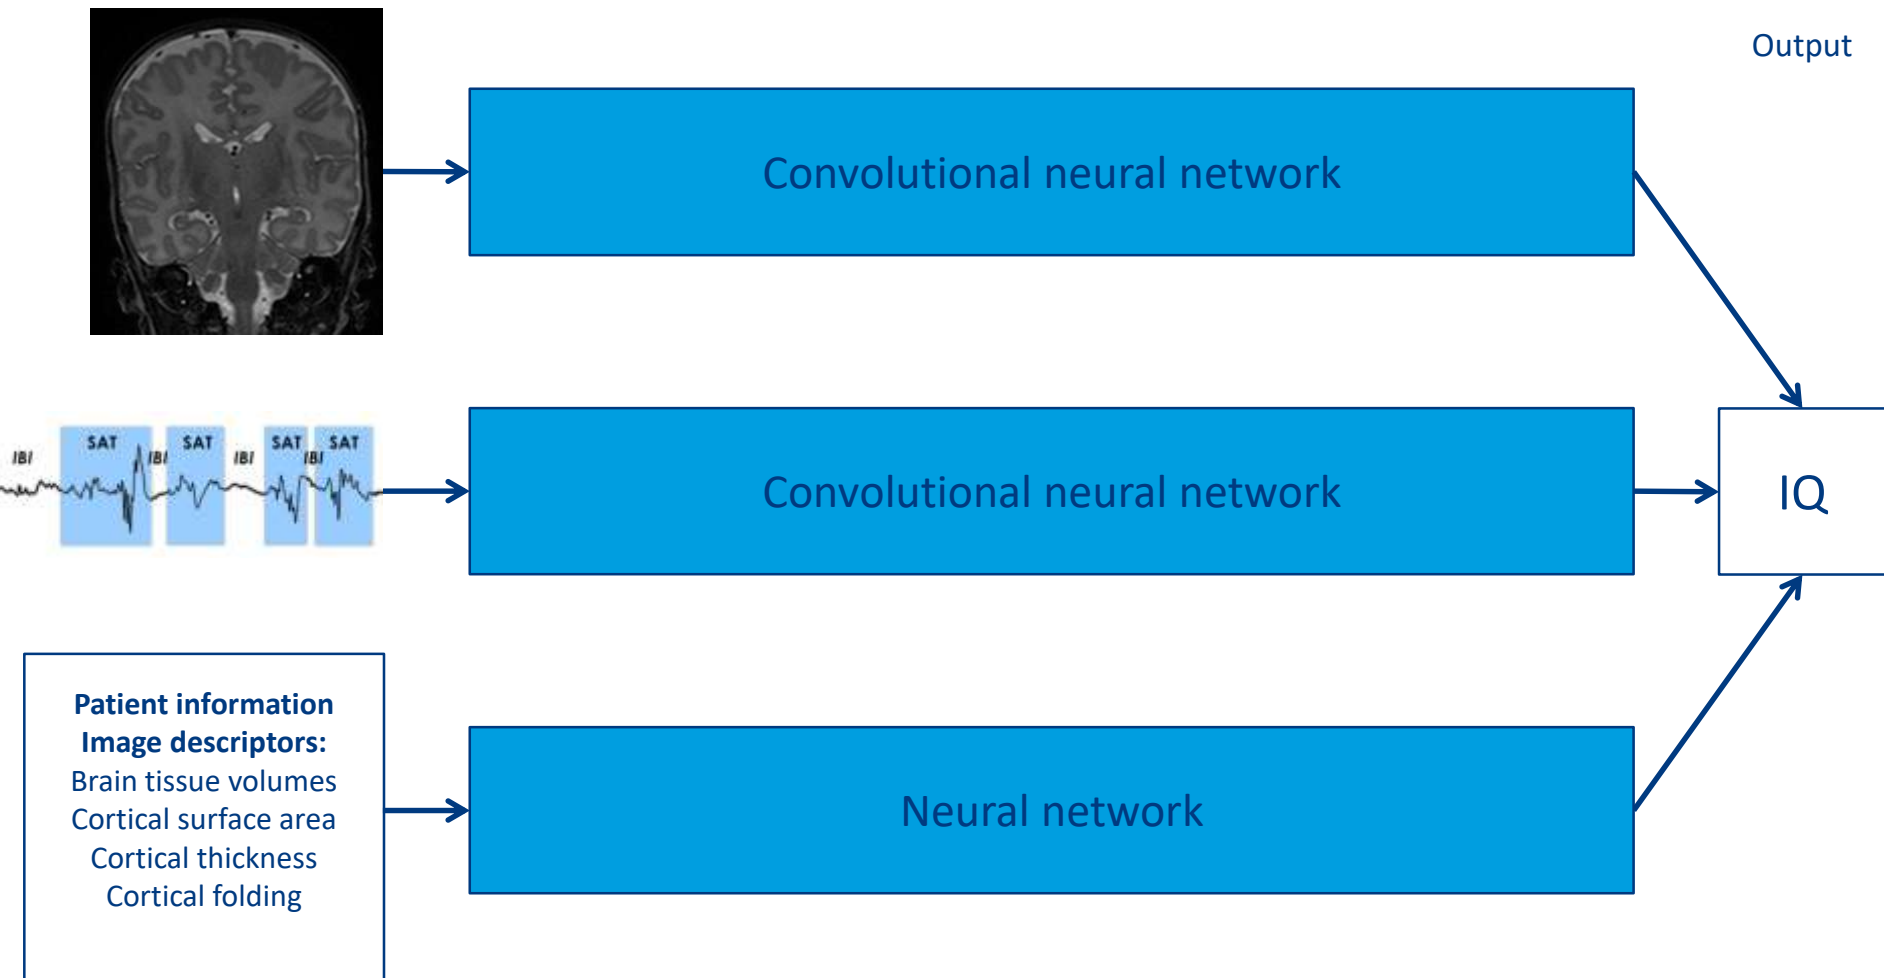 Output
Convolutional neural network
SAT
SAT
SAT
SAT
IBI
IBI
IBI
IBI
Convolutional neural network
IQ
Patient information
Image descriptors:
Brain tissue volumes
Cortical surface area
Cortical thickness
Cortical folding
Neural network